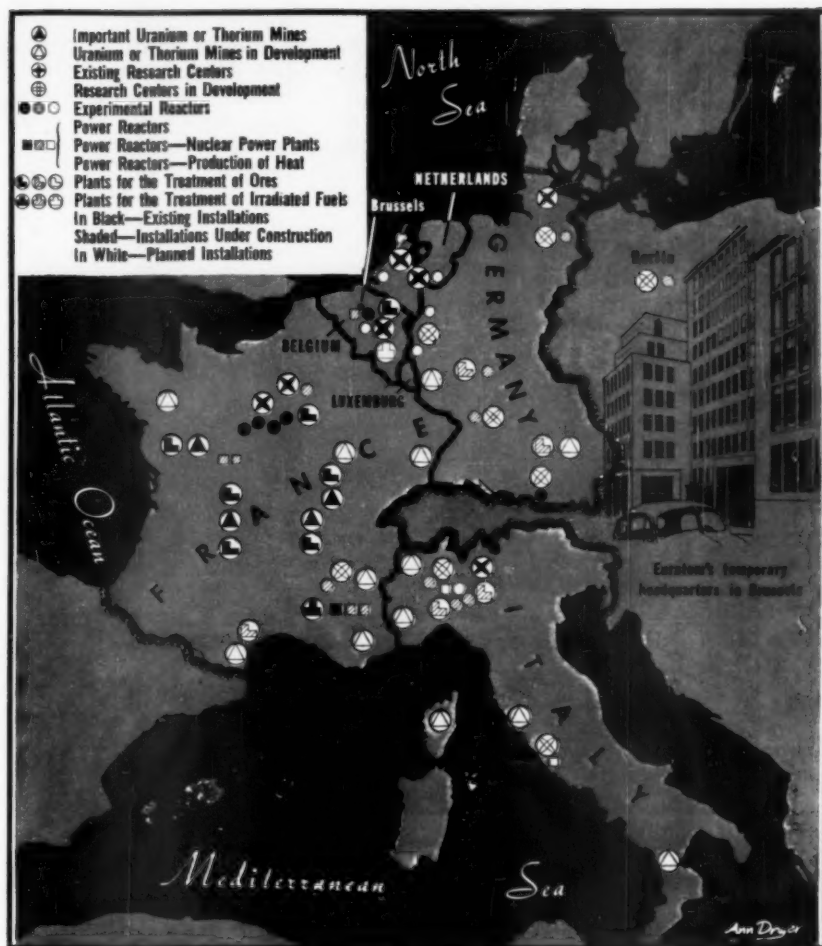 Important Uranium or Thorium Mines
Uranium or Thorium Mines in Development
Existing Research Centers
Research Centers in Development
Experimental Reactors
Power Reactors
Power Reactors—Nuclear Power Plants
Power Reactors—Production of Heat
Plants for the Treatment of Ores
Plants for the Treatment of Irradiated Fuels
In Black—Existing Installations
Shaded—Installations Under Construction
In White—Planned Installations
North
Sea
NETHERLANDS
Brussels
GERMANY
Berlin
BELGIUM
LUXEMBURG
Atlantic
Ocean
FRANCE
Euratom's temporary
headquarters in Brussels
ITALY
Mediterranean Sea
Ann Dryer